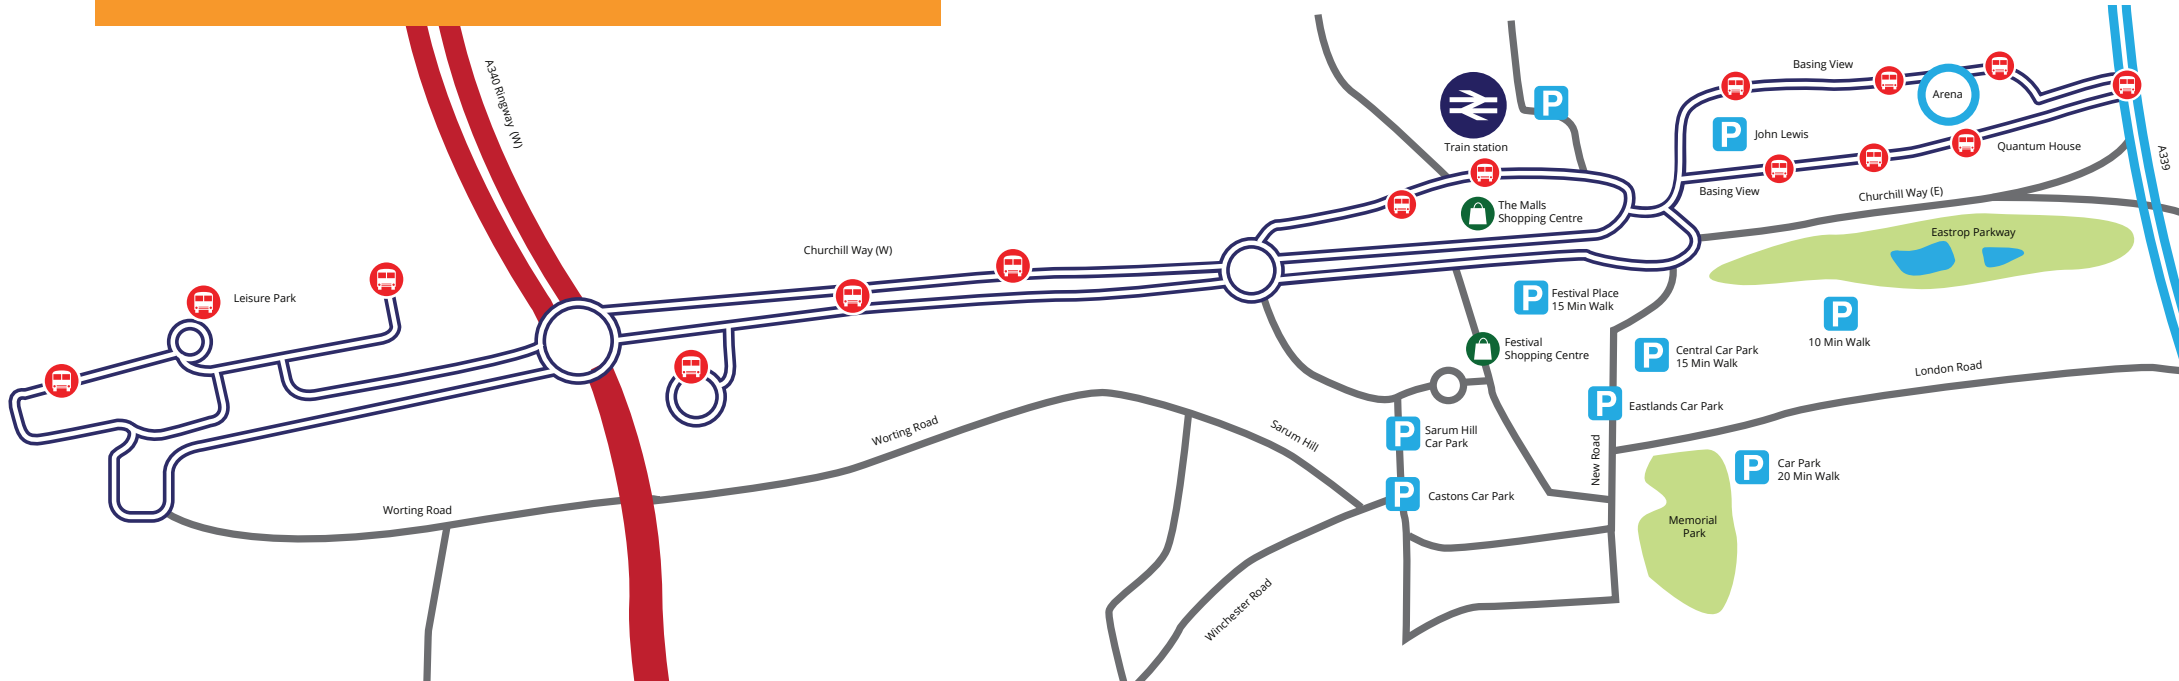 A340 Ringway (W)
Leisure Park
Churchill Way (W)
Worting Road
Worting Road
Sarum Hill
Winchester Road
Train station
P
The Malls
Shopping Centre
Basing View
Arena
P
John Lewis
Quantum House
Basing View
Churchill Way (E)
A339
Eastrop Parkway
P
Festival Place
15 Min Walk
P
10 Min Walk
Festival
Shopping Centre
P
Central Car Park
15 Min Walk
London Road
P
Eastlands Car Park
P
Sarum Hill
Car Park
New Road
P
Car Park
20 Min Walk
P
Castons Car Park
Memorial
Park